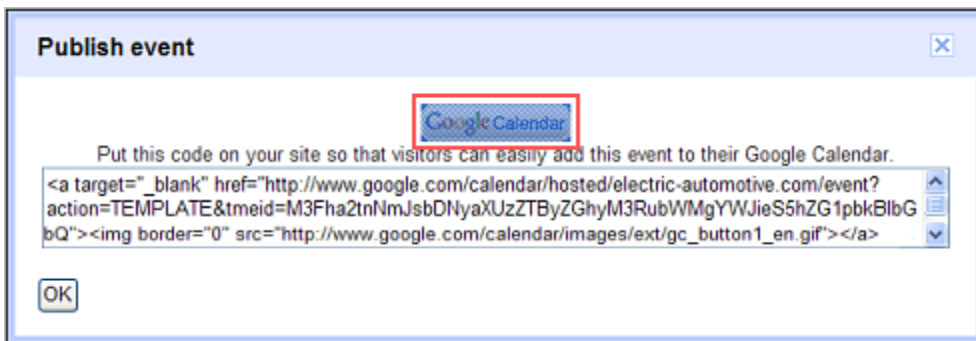 Publish event
Google Calendar
Put this code on your site so that visitors can easily add this event to their Google Calendar.
<a target="_blank" href="http://www.google.com/calendar/hosted/electric-automotive.com/event?
action=TEMPLATE&tmeid=M3Fha2tnNmJsbDNyaXUzZTByZGhyM3RubWMgYWJieS5hZG1pbkBlbG
bQ"><img border="0" src="http://www.google.com/calendar/images/ext/gc_button1_en.gif"></a>
OK